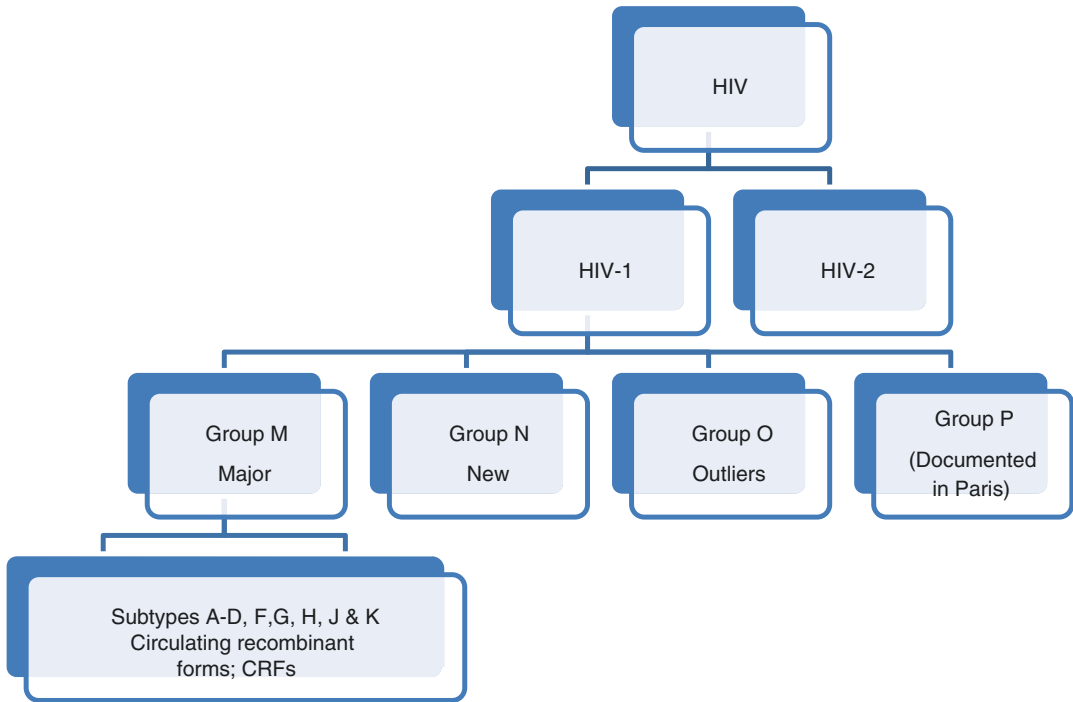 HIV
HIV-1
HIV-2
Group M
Major
Group N
New
Group O
Outliers
Group P
(Documented
in Paris)
Subtypes A-D, F,G, H, J & K
Circulating recombinant
forms; CRFs